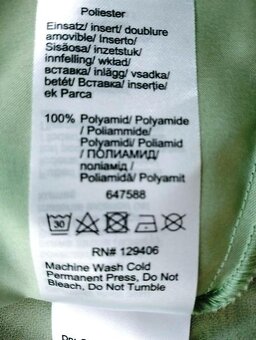 Poliester
Einsatz/ insert/ doublure
amovible/ Inserto/
Sisäosa/ inzetstuk/
innfelling/ wkład/
вставка/ inlägg/ vsadka/
betét/ Вставка/ inserţie/
ek Parca
100% Polyamid/ Polyamide
/ Poliammide/
Polyamidi/ Poliamid
/ ПОЛИАМИД/
поліамід /
Poliamidă/ Polyamit
647588
30
RN# 129406
Machine Wash Cold
Permanent Press, Do Not
Bleach, Do Not Tumble